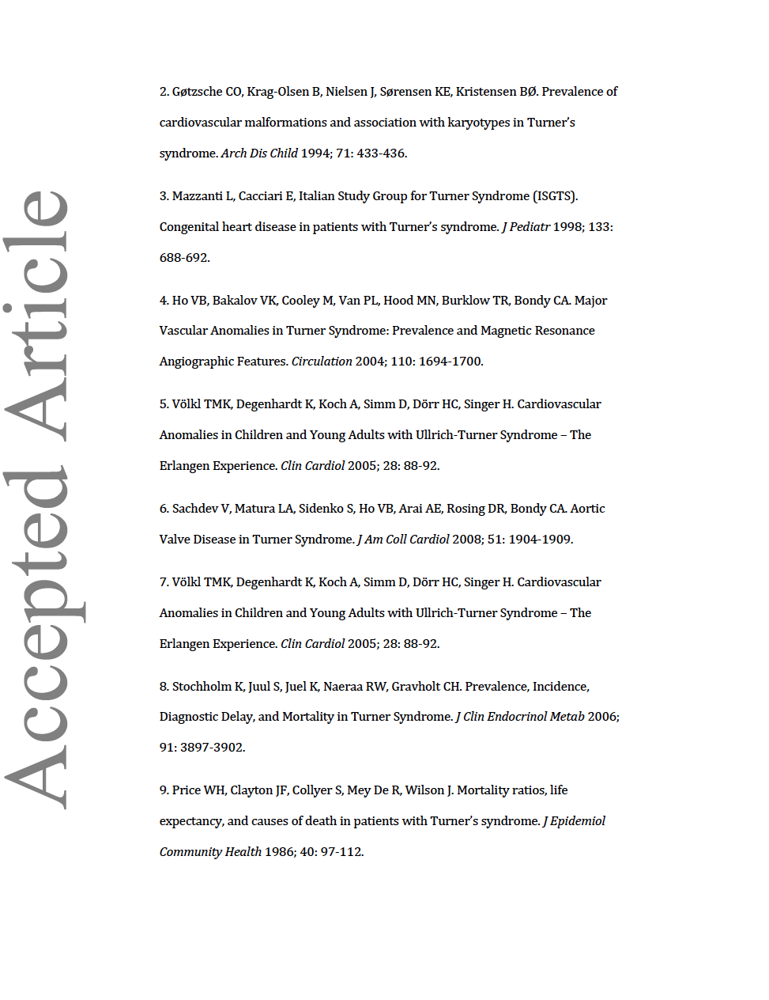 2. Gøtzsche CO, Krag-Olsen B, Nielsen J, Sørensen KE, Kristensen BØ. Prevalence of
cardiovascular malformations and association with karyotypes in Turner’s
syndrome. Arch Dis Child 1994; 71: 433-436.
3. Mazzanti L, Cacciari E, Italian Study Group for Turner Syndrome (ISGTS).
Congenital heart disease in patients with Turner’s syndrome. J Pediatr 1998; 133:
688-692.
4. Ho VB, Bakalov VK, Cooley M, Van PL, Hood MN, Burklow TR, Bondy CA. Major
Vascular Anomalies in Turner Syndrome: Prevalence and Magnetic Resonance
Angiographic Features. Circulation 2004; 110: 1694-1700.
5. Völkl TMK, Degenhardt K, Koch A, Simm D, Dörr HC, Singer H. Cardiovascular
Anomalies in Children and Young Adults with Ullrich-Turner Syndrome – The
Erlangen Experience. Clin Cardiol 2005; 28: 88-92.
6. Sachdev V, Matura LA, Sidenko S, Ho VB, Arai AE, Rosing DR, Bondy CA. Aortic
Valve Disease in Turner Syndrome. J Am Coll Cardiol 2008; 51: 1904-1909.
7. Völkl TMK, Degenhardt K, Koch A, Simm D, Dörr HC, Singer H. Cardiovascular
Anomalies in Children and Young Adults with Ullrich-Turner Syndrome – The
Erlangen Experience. Clin Cardiol 2005; 28: 88-92.
8. Stochholm K, Juul S, Juel K, Naeraa RW, Gravholt CH. Prevalence, Incidence,
Diagnostic Delay, and Mortality in Turner Syndrome. J Clin Endocrinol Metab 2006;
91: 3897-3902.
9. Price WH, Clayton JF, Collyer S, Mey De R, Wilson J. Mortality ratios, life
expectancy, and causes of death in patients with Turner’s syndrome. J Epidemiol
Community Health 1986; 40: 97-112.
Accepted Article